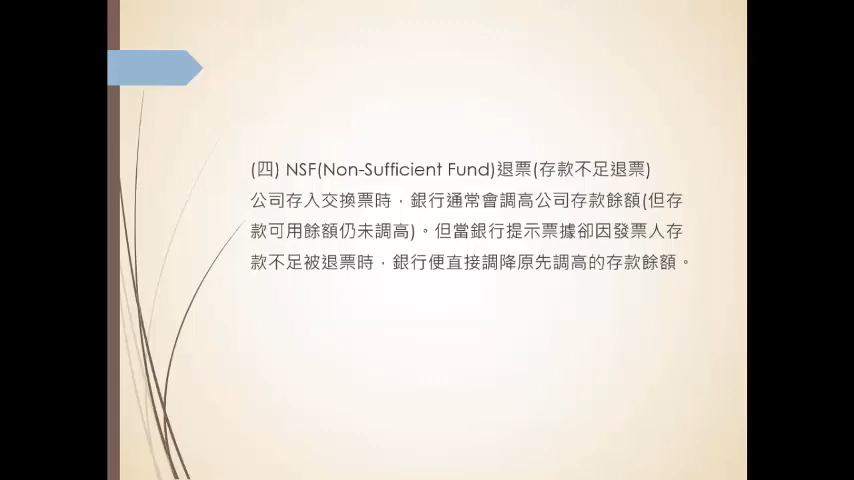 (四) NSF(Non-Sufficient Fund)退票(存款不足退票)
公司存入交換票時，銀行通常會調高公司存款餘額(但存
款可用餘額仍未調高)。但當銀行提示票據卻因發票人存
款不足被退票時，銀行便直接調降原先調高的存款餘額。